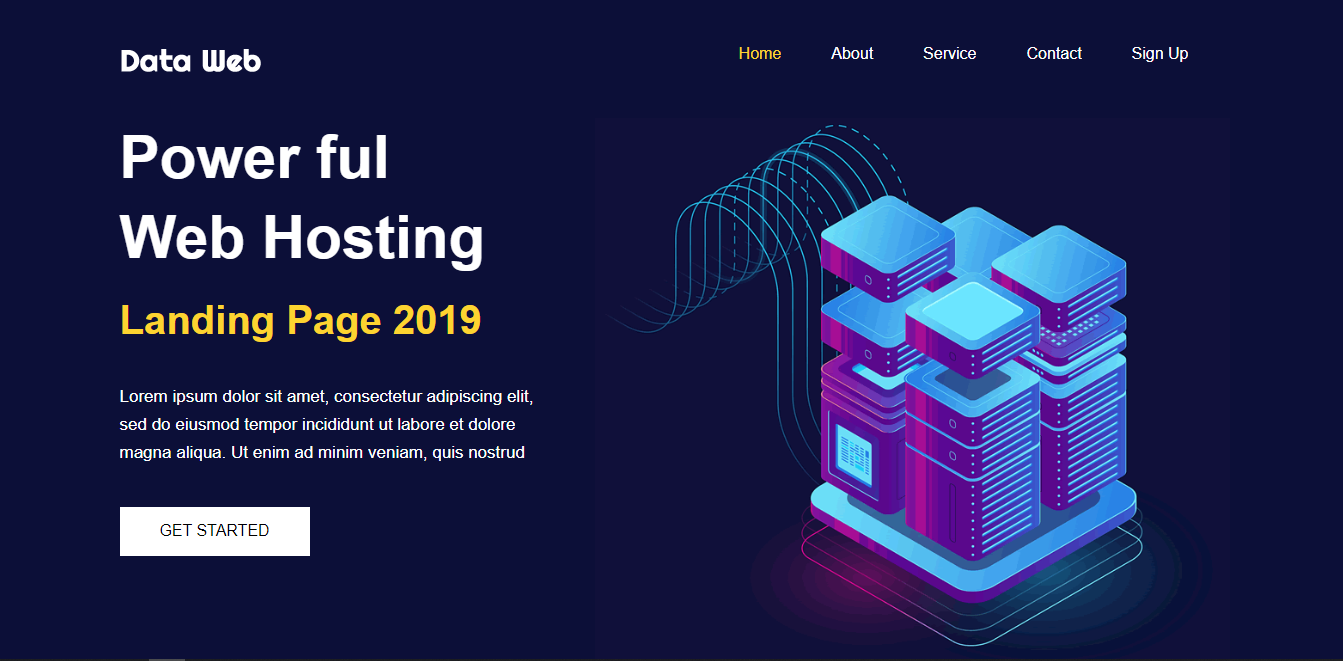 Data Web
Home About Service Contact Sign Up
Power ful
Web Hosting
Landing Page 2019
Lorem ipsum dolor sit amet, consectetur adipiscing elit,
sed do eiusmod tempor incididunt ut labore et dolore
magna aliqua. Ut enim ad minim veniam, quis nostrud
GET STARTED